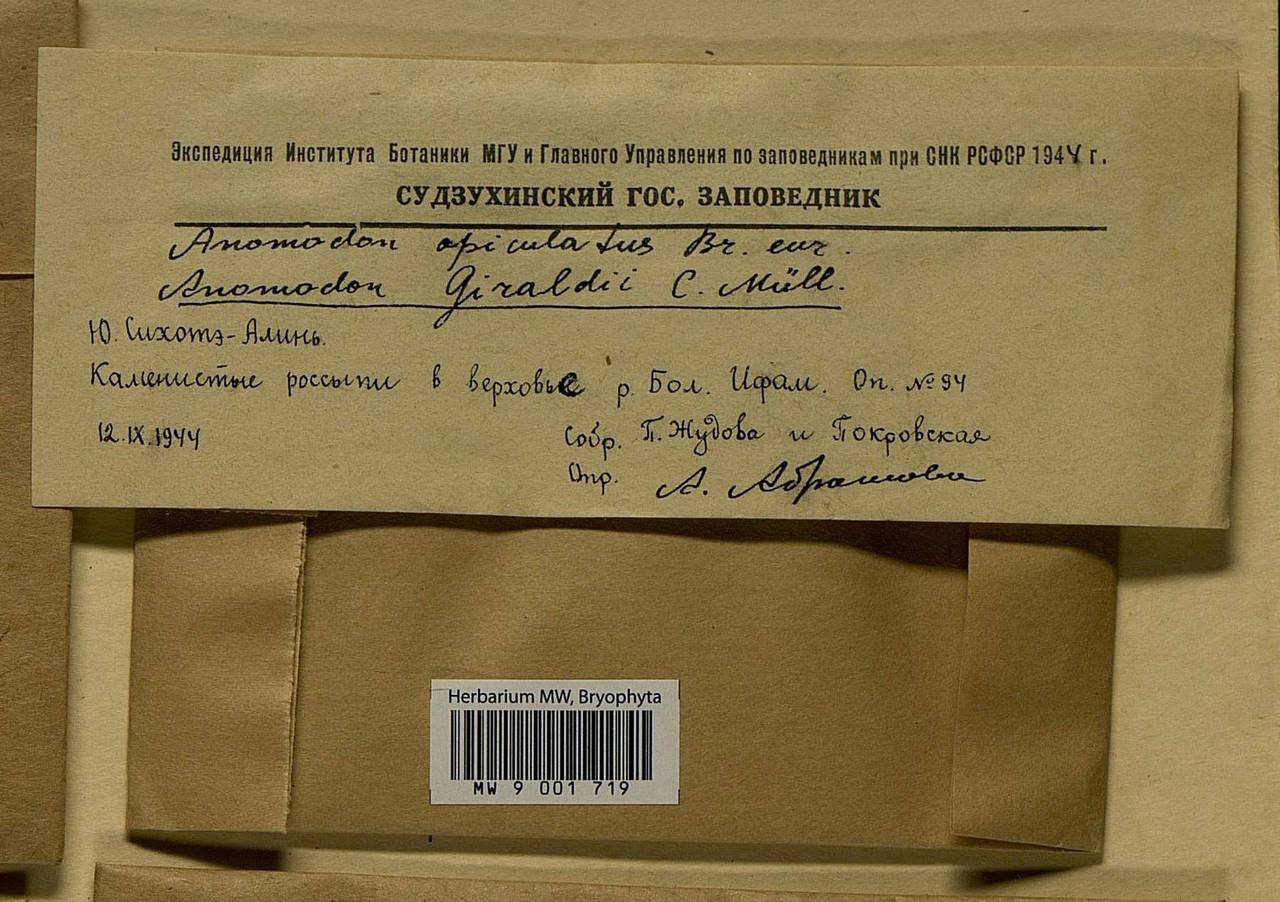 Экспедиция Института Ботаники МГУ и Главного Управления по заповедникам при СНК РСФСР 1944 г.
СУДЗУХИНСКИЙ ГОС. ЗАПОВЕДНИК
Anomodon apiculatus Br. eur.
Anomodon Giraldii C. Müll.
Ю. Сихотэ-Алинь.
Каменистые россыпи в верховье р. Бол. Ифам. Оп. № 94
12.IX.1944
Собр. П. Жудова и Покровская
Опр. А. Абрамова
Herbarium MW, Bryophyta
MW 9 001 719